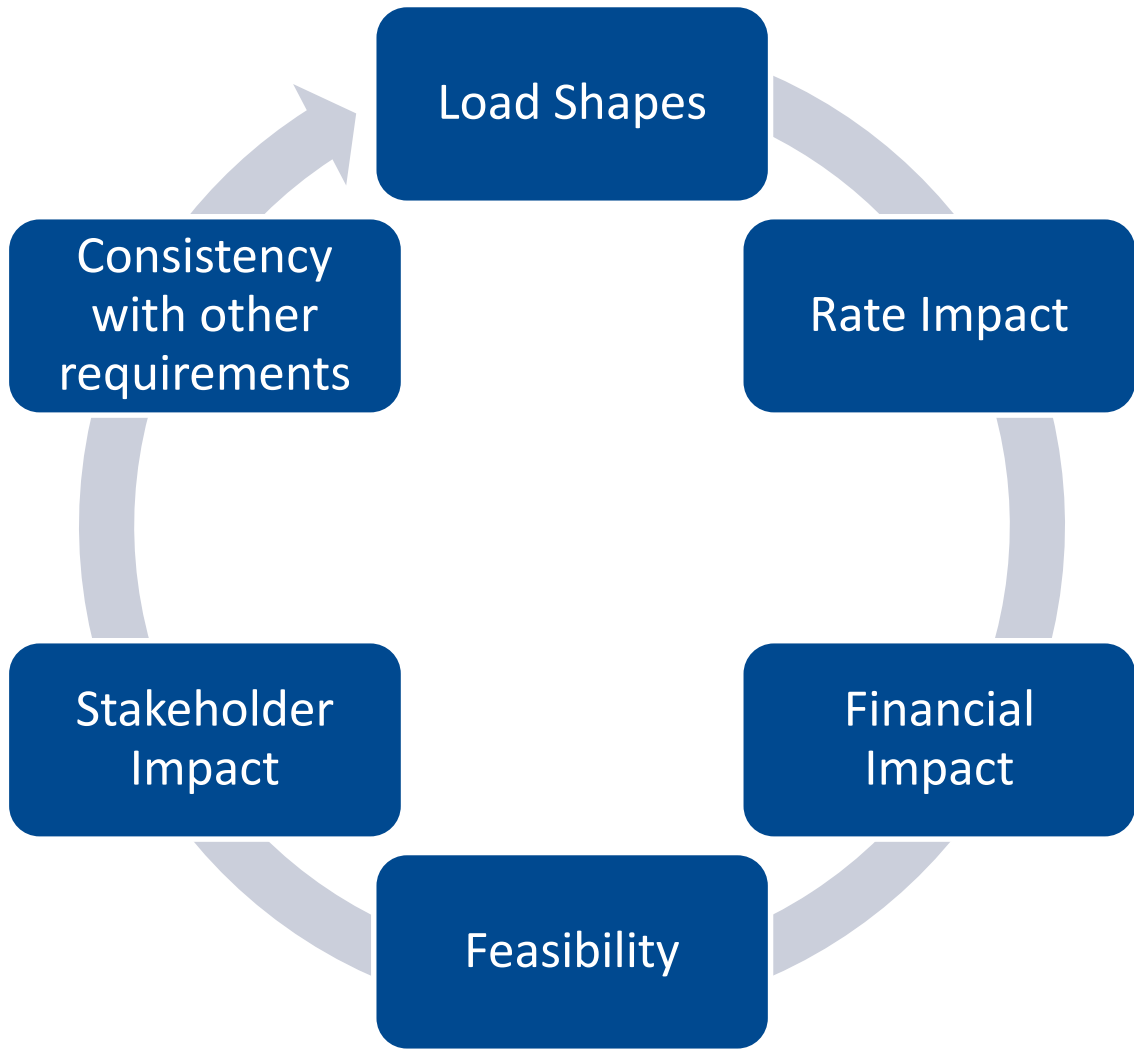 Load Shapes
Rate Impact
Financial
Impact
Feasibility
Stakeholder
Impact
Consistency
with other
requirements